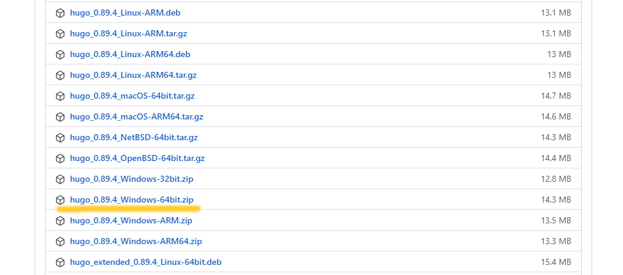 hugo_0.89.4_Linux-ARM.deb 13.1 MB
hugo_0.89.4_Linux-ARM.tar.gz 13.1 MB
hugo_0.89.4_Linux-ARM64.deb 13 MB
hugo_0.89.4_Linux-ARM64.tar.gz 13 MB
hugo_0.89.4_macOS-64bit.tar.gz 14.7 MB
hugo_0.89.4_macOS-ARM64.tar.gz 14.6 MB
hugo_0.89.4_NetBSD-64bit.tar.gz 14.3 MB
hugo_0.89.4_OpenBSD-64bit.tar.gz 14.4 MB
hugo_0.89.4_Windows-32bit.zip 12.8 MB
hugo_0.89.4_Windows-64bit.zip 14.3 MB
hugo_0.89.4_Windows-ARM.zip 13.5 MB
hugo_0.89.4_Windows-ARM64.zip 13.3 MB
hugo_extended_0.89.4_Linux-64bit.deb 15.4 MB